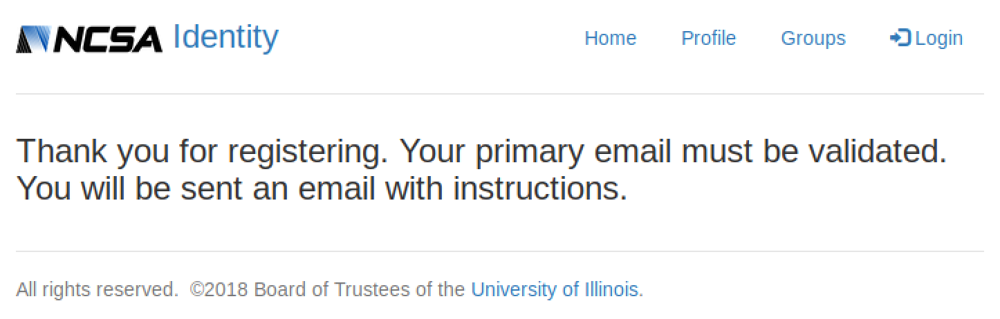 NCSA Identity Home Profile Groups Login
Thank you for registering. Your primary email must be validated.
You will be sent an email with instructions.
All rights reserved. ©2018 Board of Trustees of the University of Illinois.